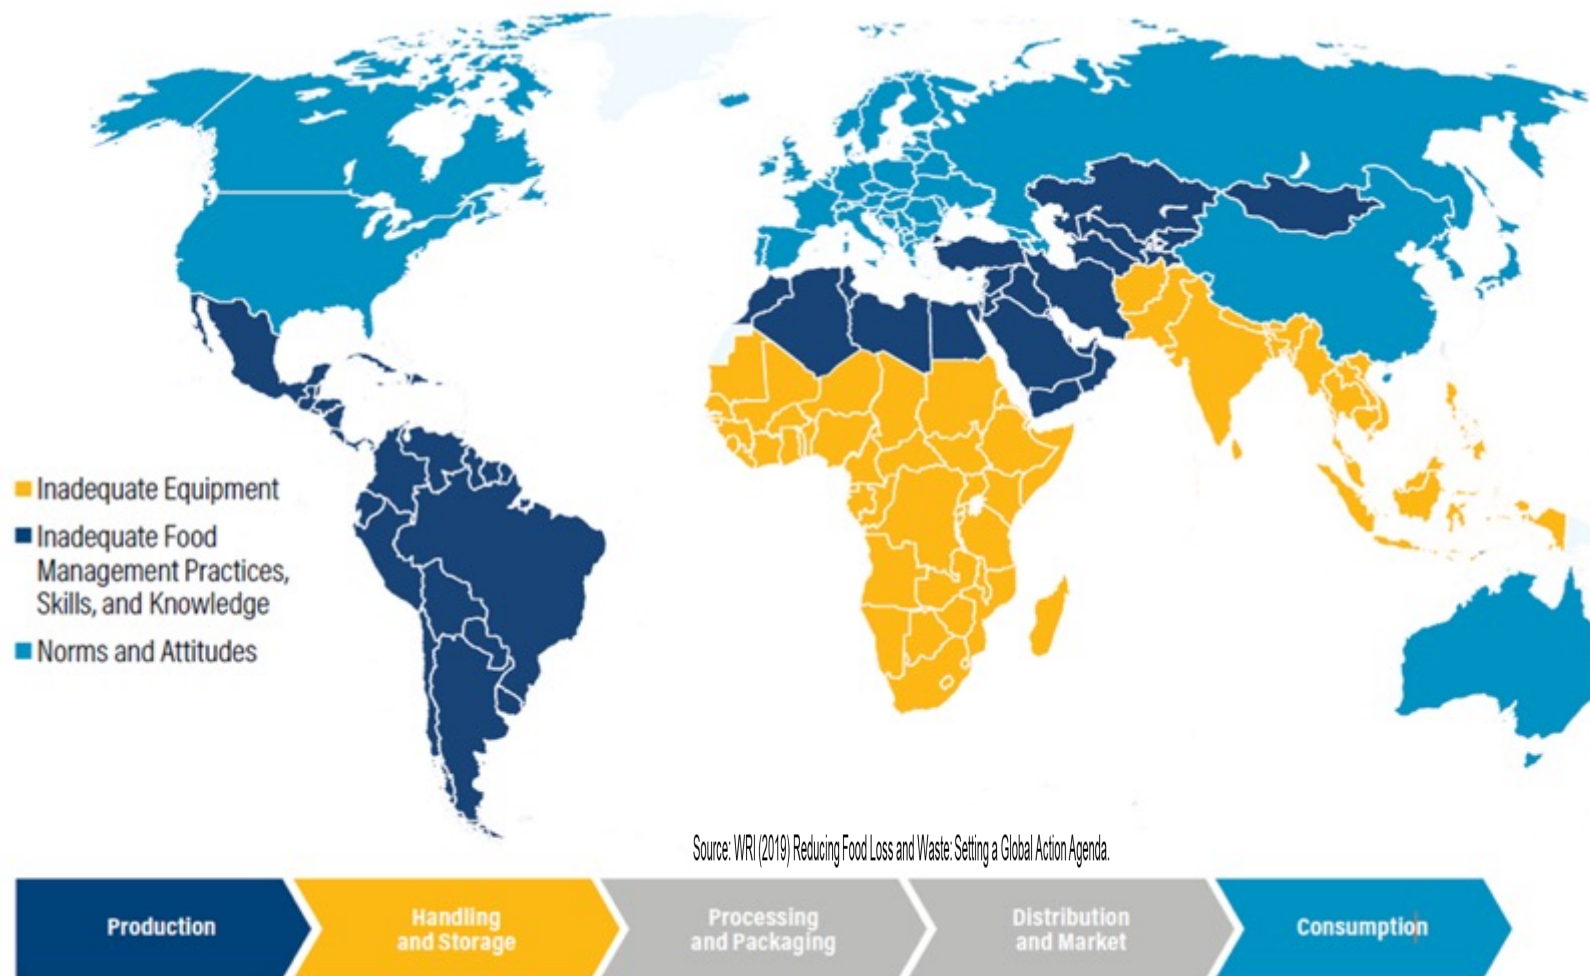 Inadequate Equipment
Inadequate Food
Management Practices,
Skills, and Knowledge
Norms and Attitudes
Source: WRI (2019) Reducing Food Loss and Waste: Setting a Global Action Agenda.
Production
Handling
and Storage
Processing
and Packaging
Distribution
and Market
Consumption